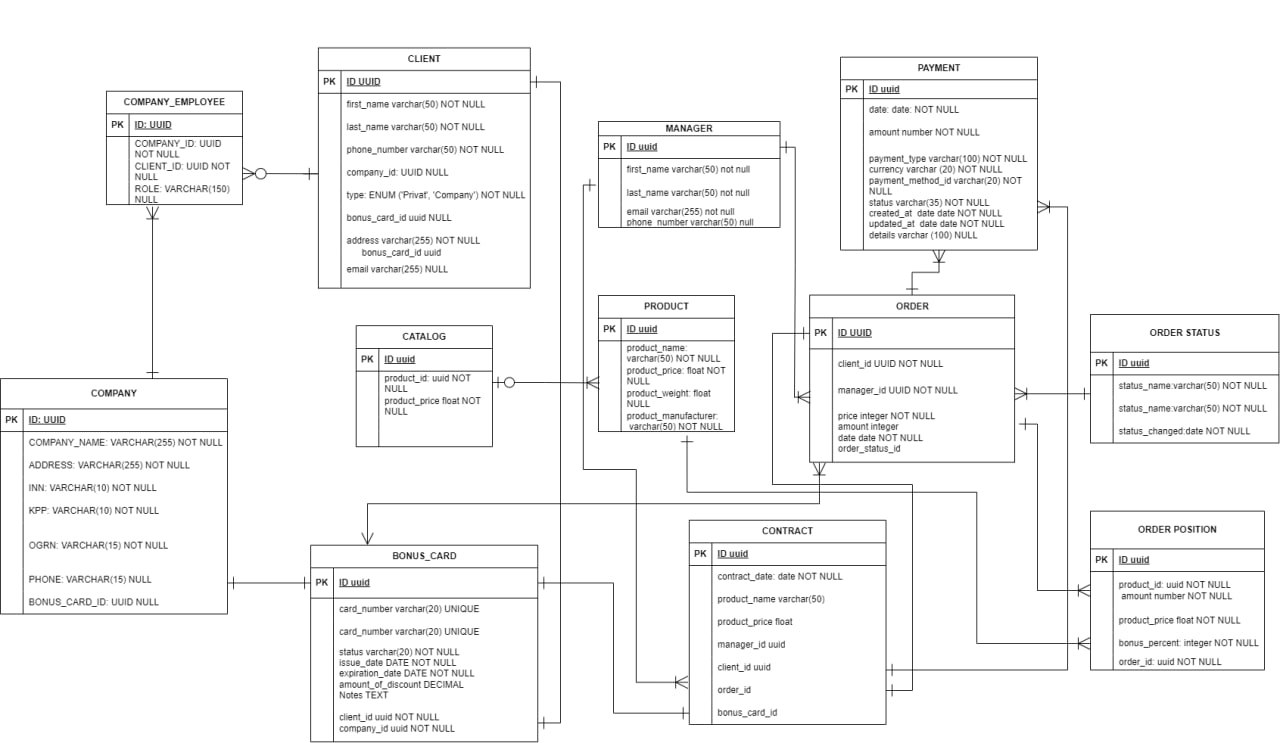 CLIENT
PK ID UUID
first_name varchar(50) NOT NULL
last_name varchar(50) NOT NULL
phone_number varchar(50) NOT NULL
company_id: UUID NULL
type: ENUM ('Privat', 'Company') NOT NULL
bonus_card_id uuid NULL
address varchar(255) NOT NULL
bonus_card_id uuid
email varchar(255) NULL
COMPANY_EMPLOYEE
PK ID: UUID
COMPANY_ID: UUID
NOT NULL
CLIENT_ID: UUID NOT
NULL
ROLE: VARCHAR(150)
NULL
PAYMENT
PK ID uuid
date: date: NOT NULL
amount number NOT NULL
payment_type varchar(100) NOT NULL
currency varchar (20) NOT NULL
payment_method_id varchar(20) NOT
NULL
status varchar(35) NOT NULL
created_at date date NOT NULL
updated_at date date NOT NULL
details varchar (100) NULL
MANAGER
PK ID uuid
first_name varchar(50) not null
last_name varchar(50) not null
email varchar(255) not null
phone_number varchar(50) null
PRODUCT
PK ID uuid
product_name:
varchar(50) NOT NULL
product_price: float NOT
NULL
product_weight: float
NULL
product_manufacturer:
varchar(50) NOT NULL
ORDER
PK ID UUID
client_id UUID NOT NULL
manager_id UUID NOT NULL
price integer NOT NULL
amount integer
date date NOT NULL
order_status_id
ORDER STATUS
PK ID uuid
status_name:varchar(50) NOT NULL
status_name:varchar(50) NOT NULL
status_changed:date NOT NULL
CATALOG
PK ID uuid
product_id: uuid NOT
NULL
product_price float NOT
NULL
COMPANY
PK ID: UUID
COMPANY_NAME: VARCHAR(255) NOT NULL
ADDRESS: VARCHAR(255) NOT NULL
INN: VARCHAR(10) NOT NULL
KPP: VARCHAR(10) NOT NULL
OGRN: VARCHAR(15) NOT NULL
PHONE: VARCHAR(15) NULL
BONUS_CARD_ID: UUID NULL
BONUS_CARD
PK ID uuid
card_number varchar(20) UNIQUE
card_number varchar(20) UNIQUE
status varchar(20) NOT NULL
issue_date DATE NOT NULL
expiration_date DATE NOT NULL
amount_of_discount DECIMAL
Notes TEXT
client_id uuid NOT NULL
company_id uuid NOT NULL
CONTRACT
PK ID uuid
contract_date: date NOT NULL
product_name varchar(50)
product_price float
manager_id uuid
client_id uuid
order_id
bonus_card_id
ORDER POSITION
PK ID uuid
product_id: uuid NOT NULL
amount number NOT NULL
product_price float NOT NULL
bonus_percent: integer NOT NULL
order_id: uuid NOT NULL